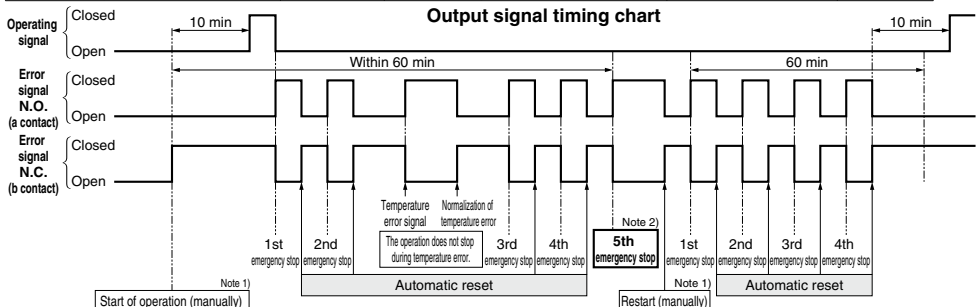 Output signal timing chart
Operating
signal
Closed
Open
10 min
10 min
Within 60 min
60 min
Error
signal
N.O.
(a contact)
Closed
Open
Error
signal
N.C.
(b contact)
Closed
Open
Temperature
error signal
Normalization of
temperature error
The operation does not stop
during temperature error.
1st
emergency stop
2nd
emergency stop
3rd
emergency stop
4th
emergency stop
Note 2)
5th
emergency stop
1st
emergency stop
2nd
emergency stop
3rd
emergency stop
4th
emergency stop
Note 1)
Start of operation (manually)
Automatic reset
Note 1)
Restart (manually)
Automatic reset